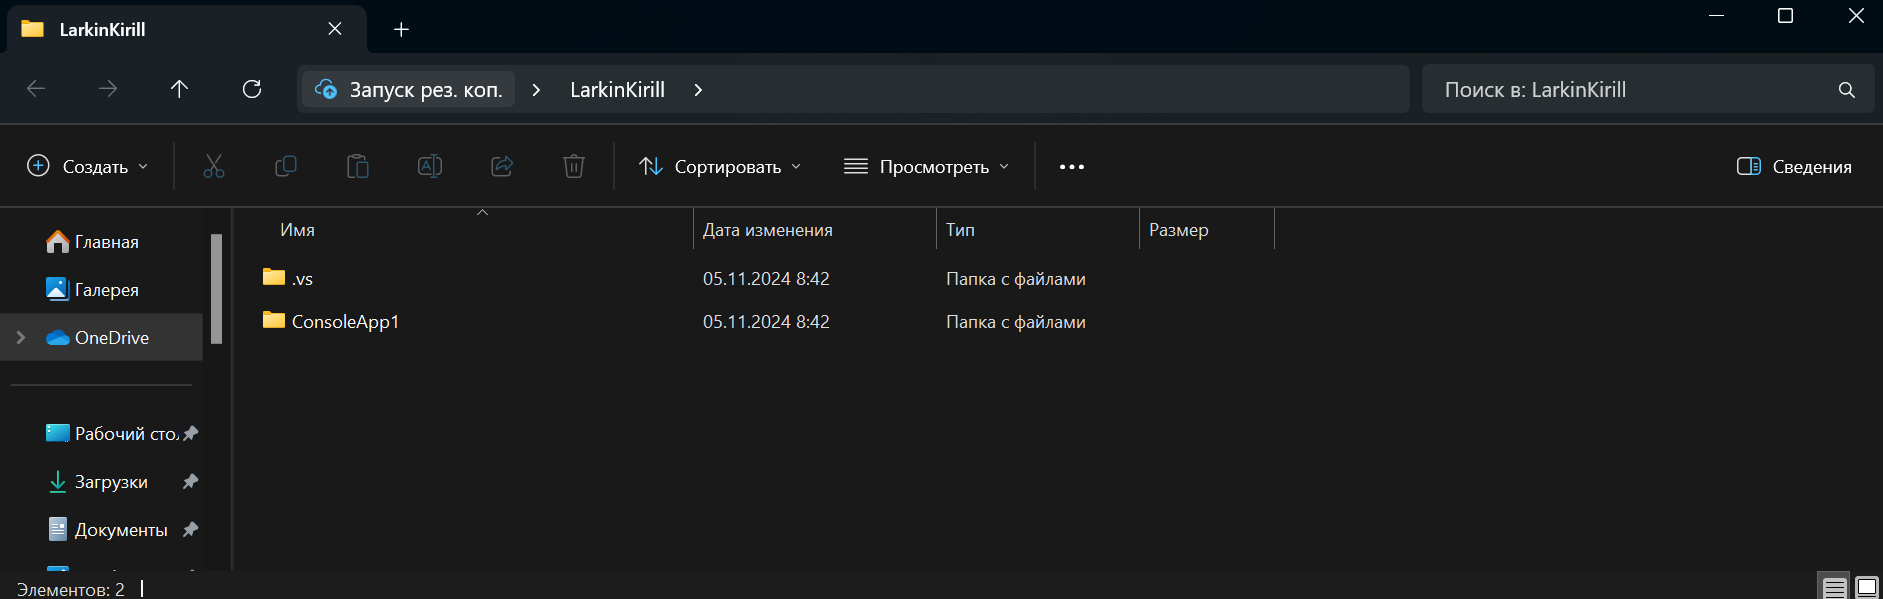 LarkinKirill
Запуск рез. коп. LarkinKirill
Поиск в: LarkinKirill
Создать Сортировать Просмотреть Сведения
Имя Дата изменения Тип Размер
.vs 05.11.2024 8:42 Папка с файлами
ConsoleApp1 05.11.2024 8:42 Папка с файлами
Главная
Галерея
OneDrive
Рабочий стол
Загрузки
Документы
Элементов: 2